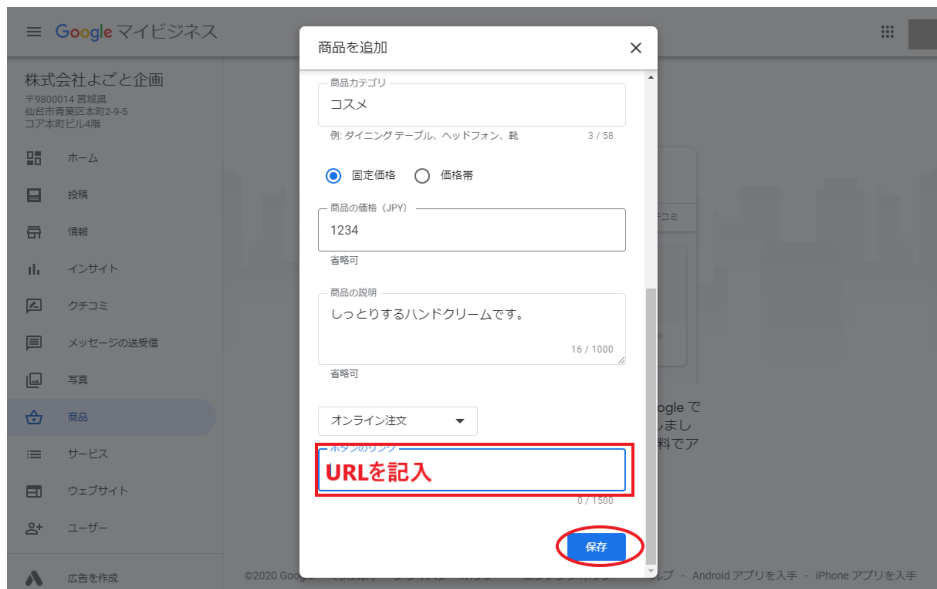 Google マイビジネス
株式会社よごと企画
〒9800014 宮城県
仙台市青葉区本町2-9-5
コア本町ビル4階
ホーム
投稿
情報
インサイト
クチコミ
メッセージの送受信
写真
商品
サービス
ウェブサイト
ユーザー
広告を作成
商品を追加
商品カテゴリ
コスメ
例: ダイニング テーブル、ヘッドフォン、靴
3 / 58
固定価格
価格帯
商品の価格（JPY）
1234
省略可
商品の説明
しっとりするハンドクリームです。
16 / 1000
省略可
オンライン注文
ボタンのリンク
URLを記入
0 / 1500
保存
コミ
ogle で
しまし
料でア
©2020 Goo
ルプ - Android アプリを入手 - iPhone アプリを入手